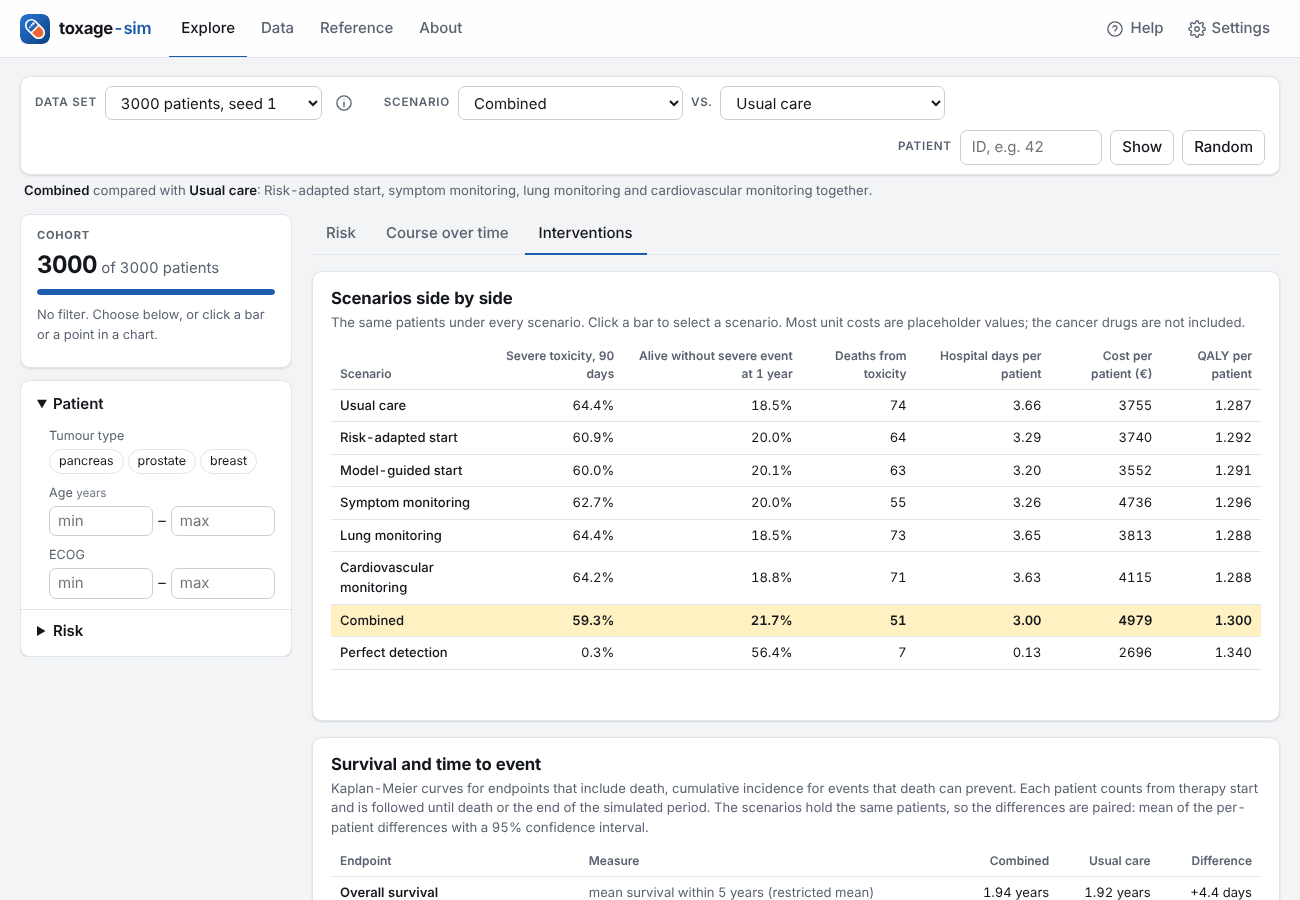 toxage-sim Explore Data Reference About Help Settings
DATA SET 3000 patients, seed 1 SCENARIO Combined VS. Usual care
PATIENT ID, e.g. 42 Show Random
Combined compared with Usual care: Risk-adapted start, symptom monitoring, lung monitoring and cardiovascular monitoring together.
COHORT
3000 of 3000 patients
No filter. Choose below, or click a bar
or a point in a chart.
Patient
Tumour type
pancreas prostate breast
Age years
min – max
ECOG
min – max
Risk
Risk Course over time Interventions
Scenarios side by side
The same patients under every scenario. Click a bar to select a scenario. Most unit costs are placeholder values; the cancer drugs are not included.
Severe toxicity, 90 Alive without severe event Deaths from Hospital days per Cost per QALY per
Scenario days at 1 year toxicity patient patient (€) patient
Usual care 64.4% 18.5% 74 3.66 3755 1.287
Risk-adapted start 60.9% 20.0% 64 3.29 3740 1.292
Model-guided start 60.0% 20.1% 63 3.20 3552 1.291
Symptom monitoring 62.7% 20.0% 55 3.26 4736 1.296
Lung monitoring 64.4% 18.5% 73 3.65 3813 1.288
Cardiovascular
monitoring 64.2% 18.8% 71 3.63 4115 1.288
Combined 59.3% 21.7% 51 3.00 4979 1.300
Perfect detection 0.3% 56.4% 7 0.13 2696 1.340
Survival and time to event
Kaplan-Meier curves for endpoints that include death, cumulative incidence for events that death can prevent. Each patient counts from therapy start
and is followed until death or the end of the simulated period. The scenarios hold the same patients, so the differences are paired: mean of the per-
patient differences with a 95% confidence interval.
Endpoint Measure Combined Usual care Difference
Overall survival mean survival within 5 years (restricted mean) 1.94 years 1.92 years +4.4 days